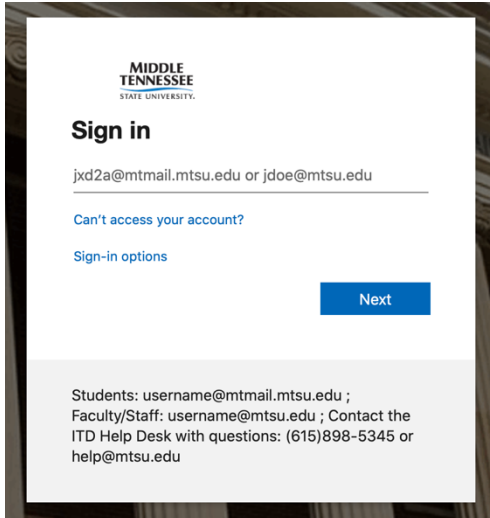 MIDDLE
TENNESSEE
STATE UNIVERSITY.
Sign in
jxd2a@mtmail.mtsu.edu or jdoe@mtsu.edu
Can't access your account?
Sign-in options
Next
Students: username@mtmail.mtsu.edu ;
Faculty/Staff: username@mtsu.edu ; Contact the
ITD Help Desk with questions: (615)898-5345 or
help@mtsu.edu